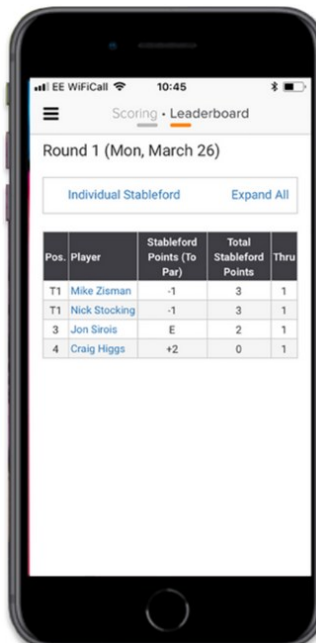 EE WiFiCall 10:45
Scoring • Leaderboard
Round 1 (Mon, March 26)
Individual Stableford Expand All
Pos. Player Stableford Points (To Par) Total Stableford Points Thru
T1 Mike Zisman -1 3 1
T1 Nick Stocking -1 3 1
3 Jon Sirois E 2 1
4 Craig Higgs +2 0 1